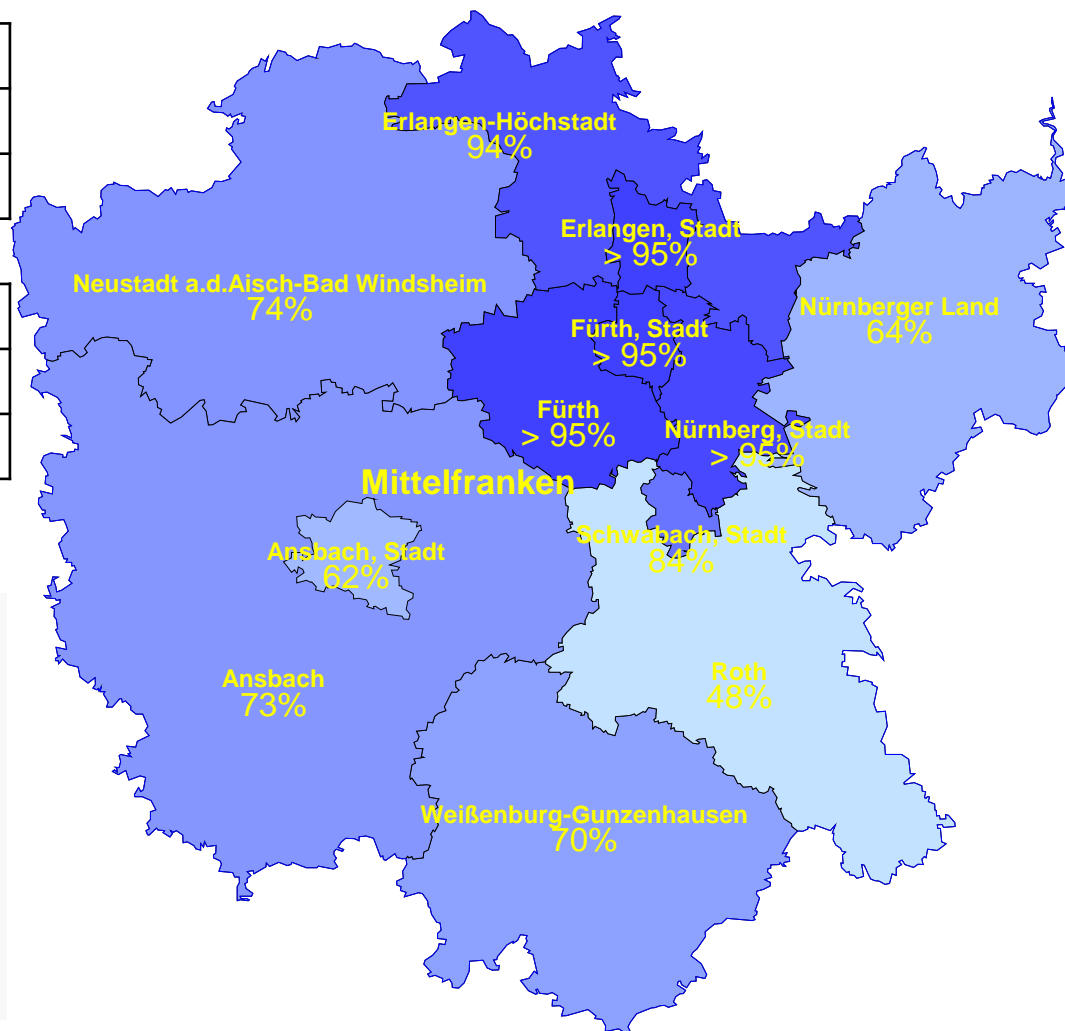 Erlangen-Höchstadt
94%
Erlangen, Stadt
> 95%
Neustadt a.d.Aisch-Bad Windsheim
74%
Nürnberger Land
64%
Fürth, Stadt
> 95%
Fürth
> 95%
Nürnberg, Stadt
> 95%
Mittelfranken
Schwabach, Stadt
84%
Ansbach, Stadt
62%
Roth
48%
Ansbach
73%
Weißenburg-Gunzenhausen
70%